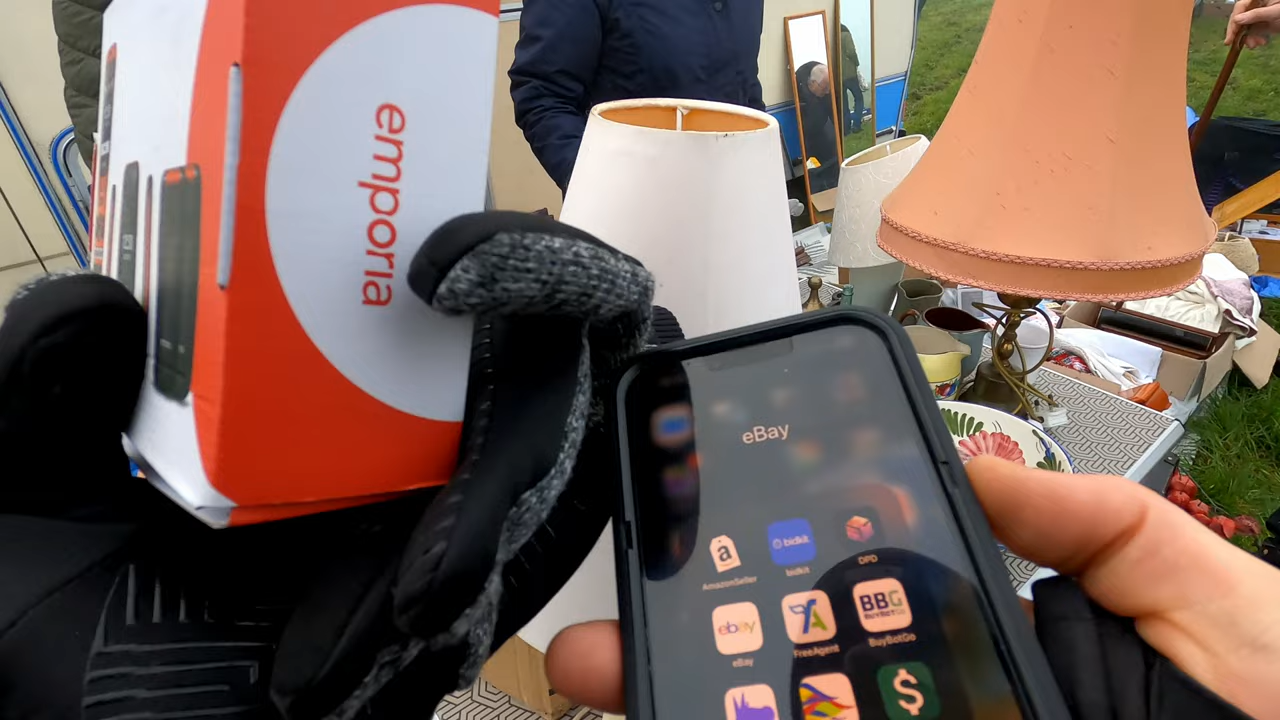 emporia
eBay
AmazonSeller
bidkit
bidkit
DPD
ebay
eBay
FreeAgent
BBG
BUYBOTGO
BuyBotGo